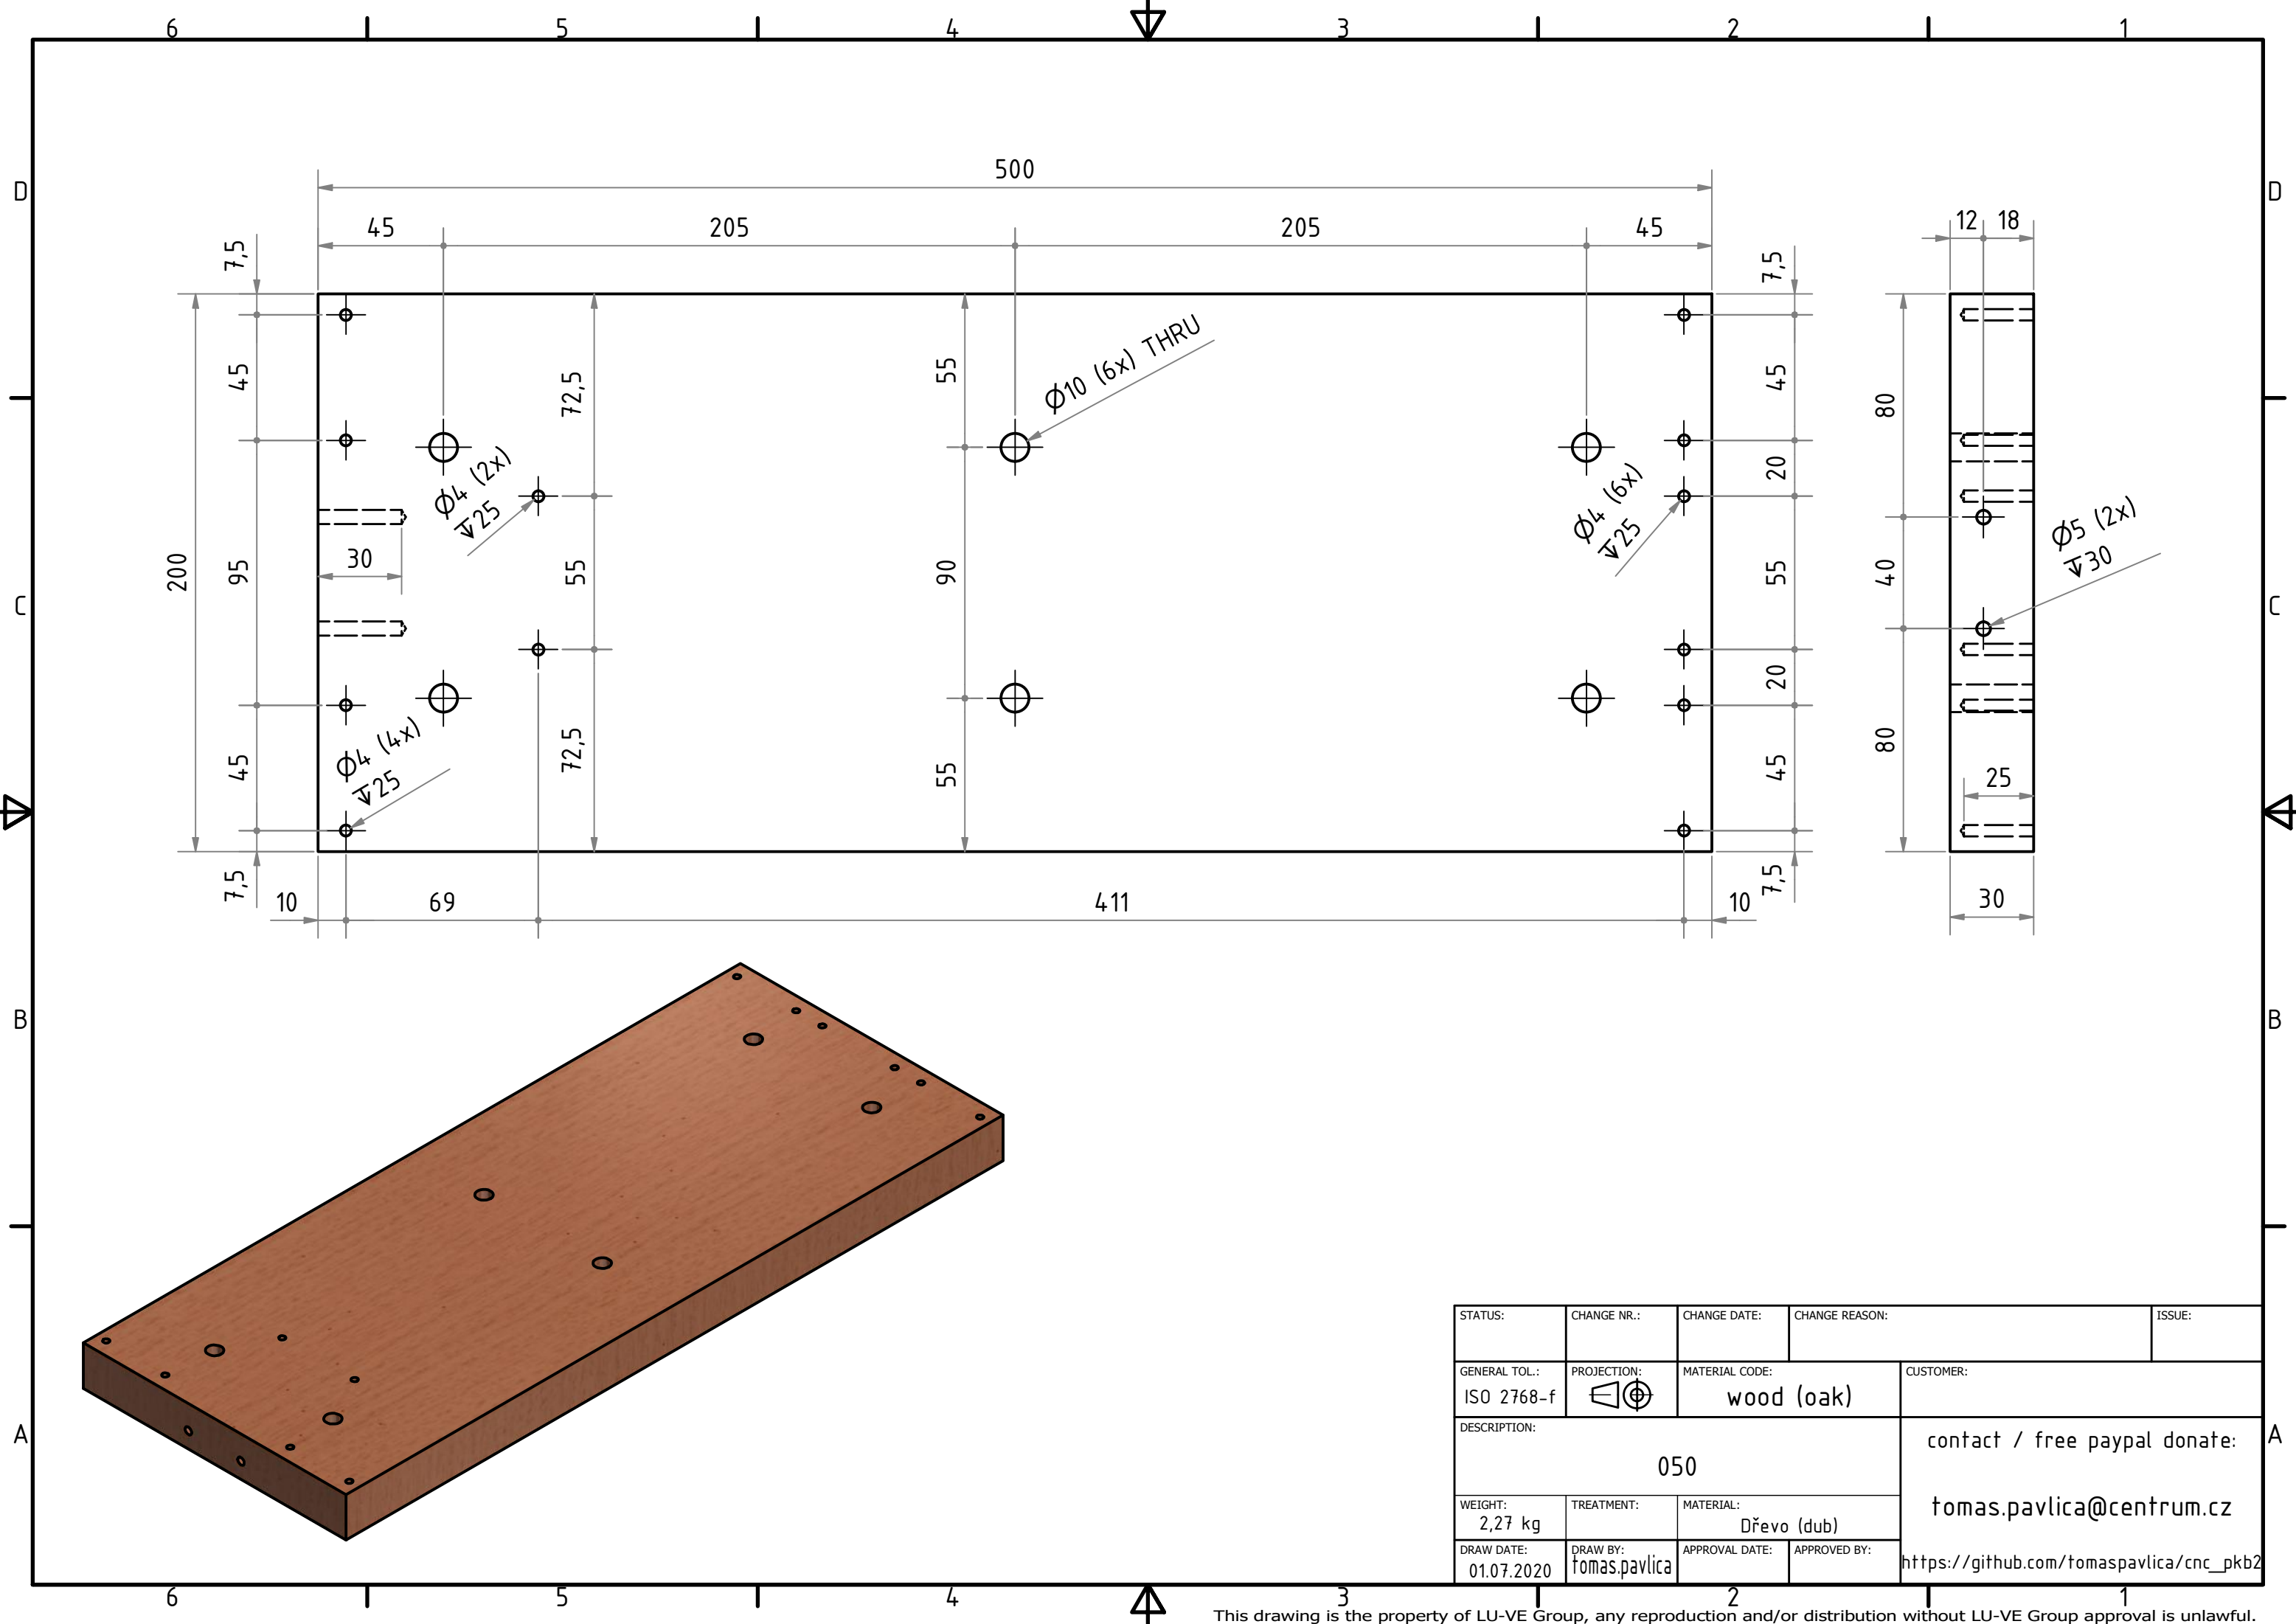 6 5 4 3 2 1
D D
500
45 205 205 45
12 18
7,5 7,5
45 72,5 55 Ø10 (6x) THRU 45 80
Ø4 (2x)
↧25
20
Ø4 (6x)
↧25
Ø5 (2x)
↧30
200 95 30 55 90 55 40
C C
20
45 72,5 55 45 80
Ø4 (4x)
↧25
25
7,5 7,5
10 69 411 10
30
B B
A A
STATUS: CHANGE NR.: CHANGE DATE: CHANGE REASON: ISSUE:
GENERAL TOL.: PROJECTION: MATERIAL CODE: CUSTOMER:
ISO 2768-f wood (oak)
DESCRIPTION:
050
contact / free paypal donate:
tomas.pavlica@centrum.cz
https://github.com/tomaspavlica/cnc_pkb2
WEIGHT: TREATMENT: MATERIAL:
2,27 kg Dřevo (dub)
DRAW DATE: DRAW BY: APPROVAL DATE: APPROVED BY:
01.07.2020 tomas.pavlica
6 5 4 3 2 1
This drawing is the property of LU-VE Group, any reproduction and/or distribution without LU-VE Group approval is unlawful.